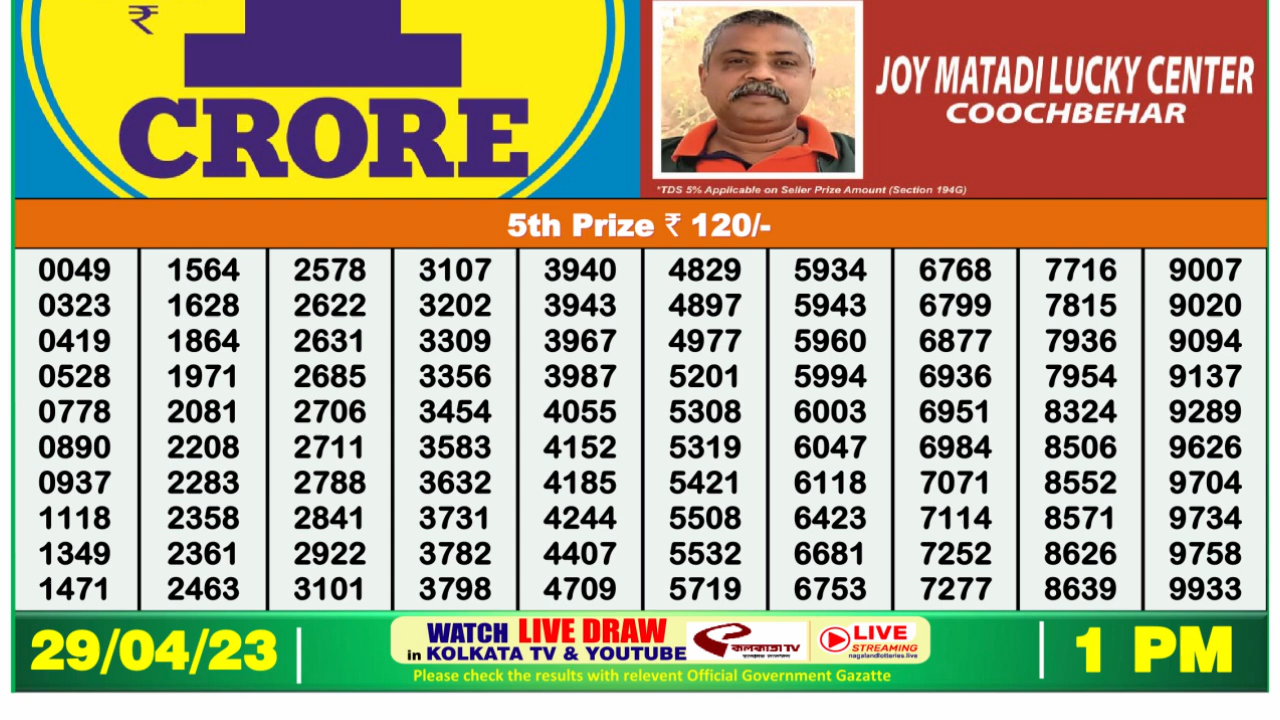 ₹
1
CRORE
JOY MATADI LUCKY CENTER
COOCHBEHAR
*TDS 5% Applicable on Seller Prize Amount (Section 194G)
5th Prize ₹ 120/-
0049 1564 2578 3107 3940 4829 5934 6768 7716 9007
0323 1628 2622 3202 3943 4897 5943 6799 7815 9020
0419 1864 2631 3309 3967 4977 5960 6877 7936 9094
0528 1971 2685 3356 3987 5201 5994 6936 7954 9137
0778 2081 2706 3454 4055 5308 6003 6951 8324 9289
0890 2208 2711 3583 4152 5319 6047 6984 8506 9626
0937 2283 2788 3632 4185 5421 6118 7071 8552 9704
1118 2358 2841 3731 4244 5508 6423 7114 8571 9734
1349 2361 2922 3782 4407 5532 6681 7252 8626 9758
1471 2463 3101 3798 4709 5719 6753 7277 8639 9933
29/04/23
WATCH LIVE DRAW
in KOLKATA TV & YOUTUBE
কলকাতা TV
LIVE
STREAMING
nagalandlotteries.live
Please check the results with relevent Official Government Gazatte
1 PM